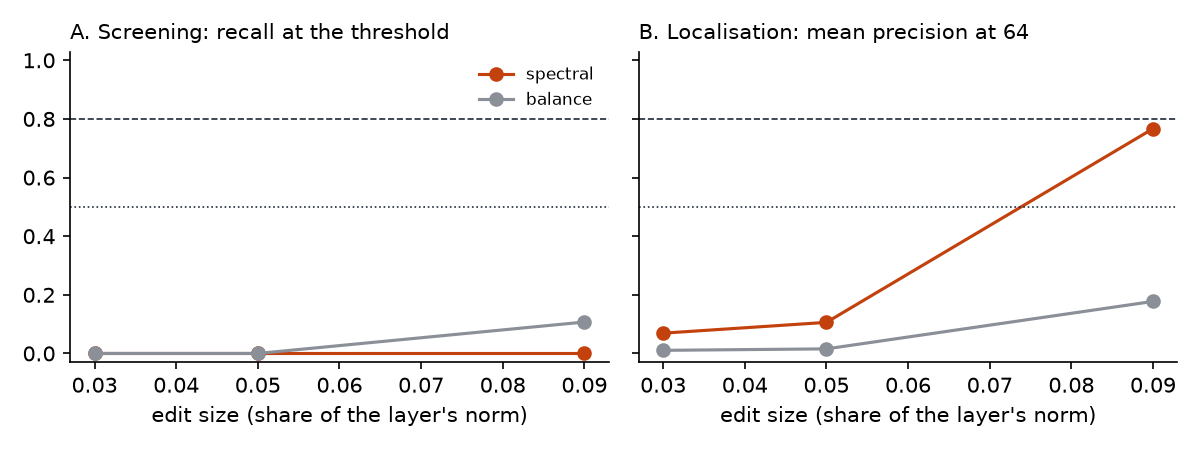 A. Screening: recall at the threshold
B. Localisation: mean precision at 64
spectral
balance
1.0
0.8
0.6
0.4
0.2
0.0
0.03 0.04 0.05 0.06 0.07 0.08 0.09
0.03 0.04 0.05 0.06 0.07 0.08 0.09
edit size (share of the layer's norm)
edit size (share of the layer's norm)